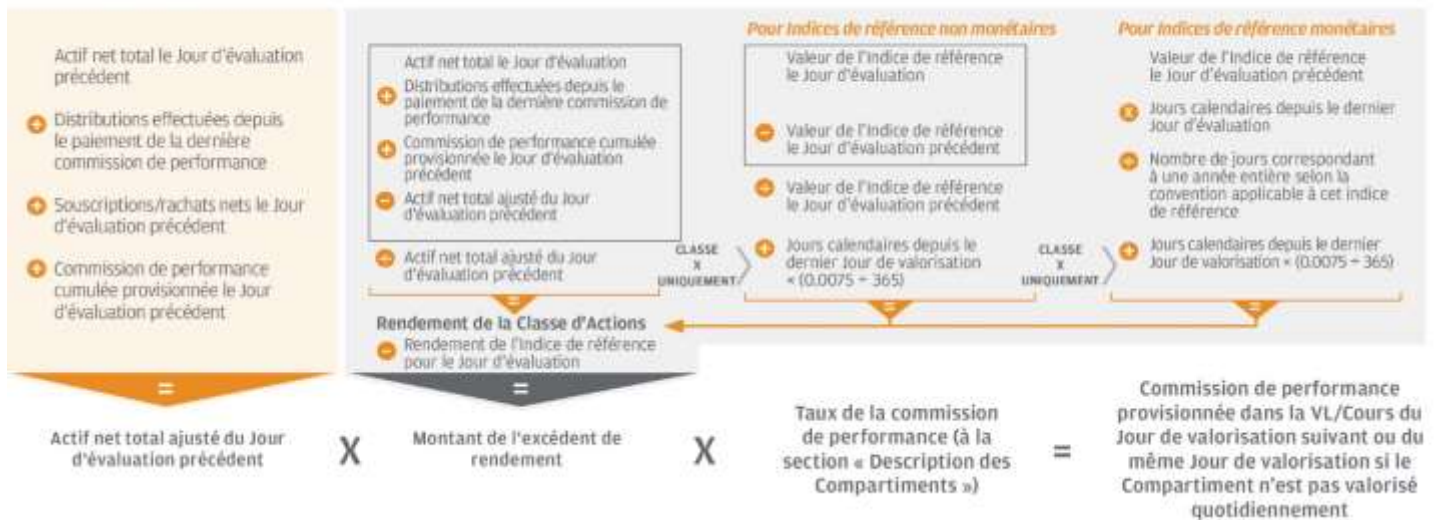 Actif net total le Jour d'évaluation
précédent
+ Distributions effectuées depuis
le paiement de la dernière
commission de performance
+ Souscriptions/rachats nets le Jour
d'évaluation précédent
+ Commission de performance
cumulée provisionnée le Jour
d'évaluation précédent
=
Actif net total ajusté du Jour
d'évaluation précédent
X
Actif net total le Jour d'évaluation
+ Distributions effectuées depuis le
paiement de la dernière commission de
performance
+ Commission de performance cumulée
provisionnée le Jour d'évaluation
précédent
− Actif net total ajusté du Jour
d'évaluation précédent
÷ Actif net total ajusté du Jour
d'évaluation précédent
=
Rendement de la Classe d'Actions
− Rendement de l'Indice de référence
pour le Jour d'évaluation
=
Montant de l'excédent de
rendement
CLASSE
X
UNIQUEMENT
Pour Indices de référence non monétaires
Valeur de l'Indice de référence
le Jour d'évaluation
− Valeur de l'Indice de référence
le Jour d'évaluation précédent
÷ Valeur de l'Indice de référence
le Jour d'évaluation précédent
+ Jours calendaires depuis le
dernier Jour de valorisation
× (0.0075 ÷ 365)
=
CLASSE
X
UNIQUEMENT
Pour Indices de référence monétaires
Valeur de l'Indice de référence
le Jour d'évaluation précédent
x Jours calendaires depuis le dernier
Jour d'évaluation
÷ Nombre de jours correspondant
à une année entière selon la
convention applicable à cet indice
de référence
+ Jours calendaires depuis le dernier
Jour de valorisation × (0.0075 ÷ 365)
=
X
Taux de la commission
de performance (à la
section « Description des
Compartiments »)
=
Commission de performance
provisionnée dans la VL/Cours du
Jour de valorisation suivant ou du
même Jour de valorisation si le
Compartiment n'est pas valorisé
quotidiennement